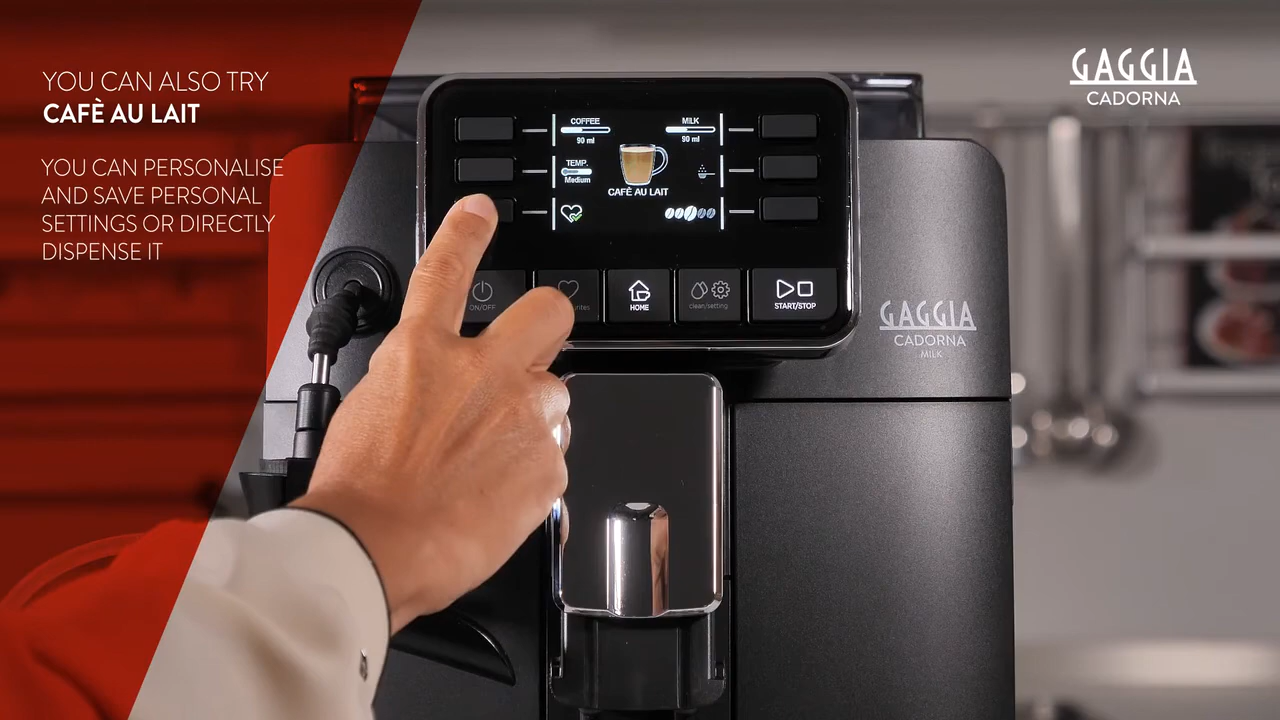 YOU CAN ALSO TRY
CAFÈ AU LAIT
YOU CAN PERSONALISE
AND SAVE PERSONAL
SETTINGS OR DIRECTLY
DISPENSE IT
GAGGIA
CADORNA
COFFEE
90 ml
MILK
90 ml
TEMP.
Medium
CAFÈ AU LAIT
ON/OFF
HOME
clean/setting
START/STOP
GAGGIA
CADORNA
MILK